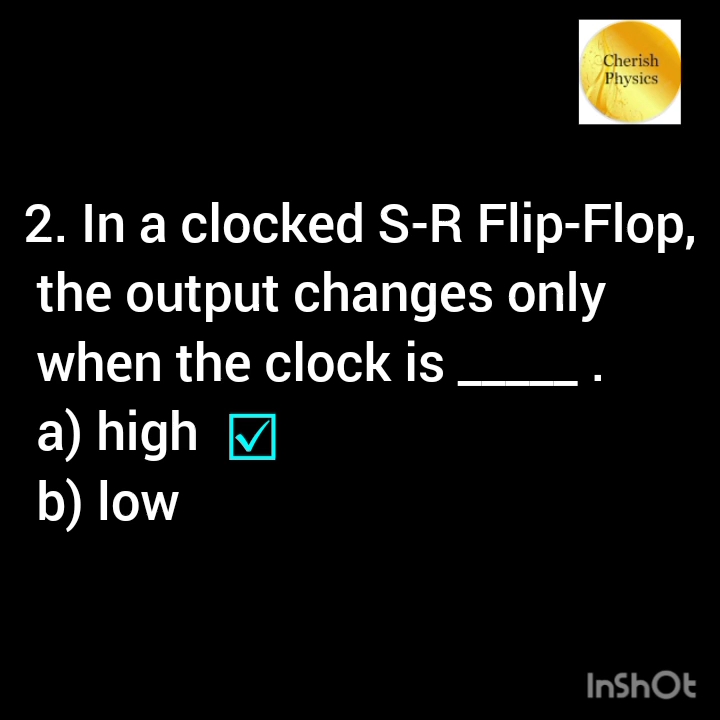 Cherish
Physics
2. In a clocked S-R Flip-Flop,
the output changes only
when the clock is _____ .
a) high ☑
b) low
InShOt